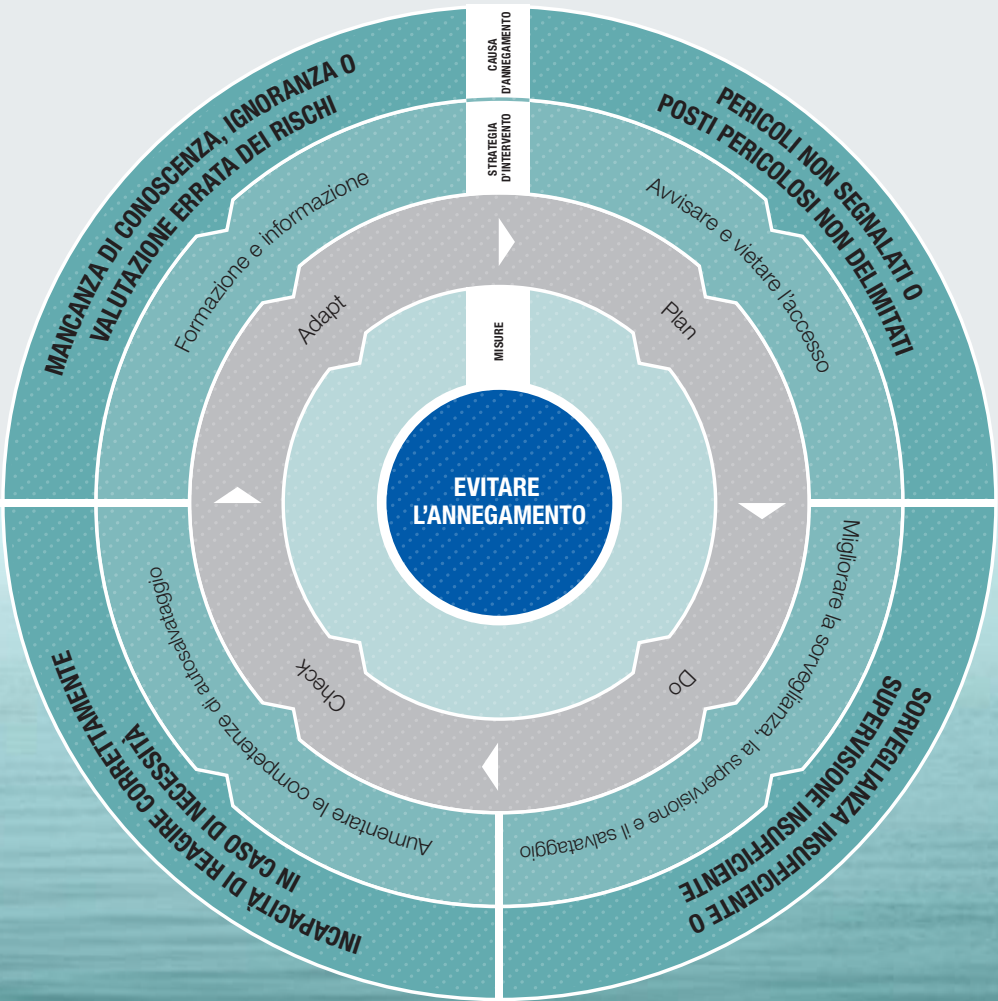 CAUSA
D'ANNEGAMENTO
STRATEGIA
D'INTERVENTO
MISURE
EVITARE
L'ANNEGAMENTO
MANCANZA DI CONOSCENZA, IGNORANZA O
VALUTAZIONE ERRATA DEI RISCHI
Formazione e informazione
Adapt
PERICOLI NON SEGNALATI O
POSTI PERICOLOSI NON DELIMITATI
Avvisare e vietare l'accesso
Plan
SORVEGLIANZA INSUFFICIENTE O
SUPERVISIONE INSUFFICIENTE
Migliorare la sorveglianza, la supervisione e il salvataggio
Do
INCAPACITÀ DI REAGIRE CORRETTAMENTE
IN CASO DI NECESSITÀ
Aumentare le competenze di autosalvataggio
Check